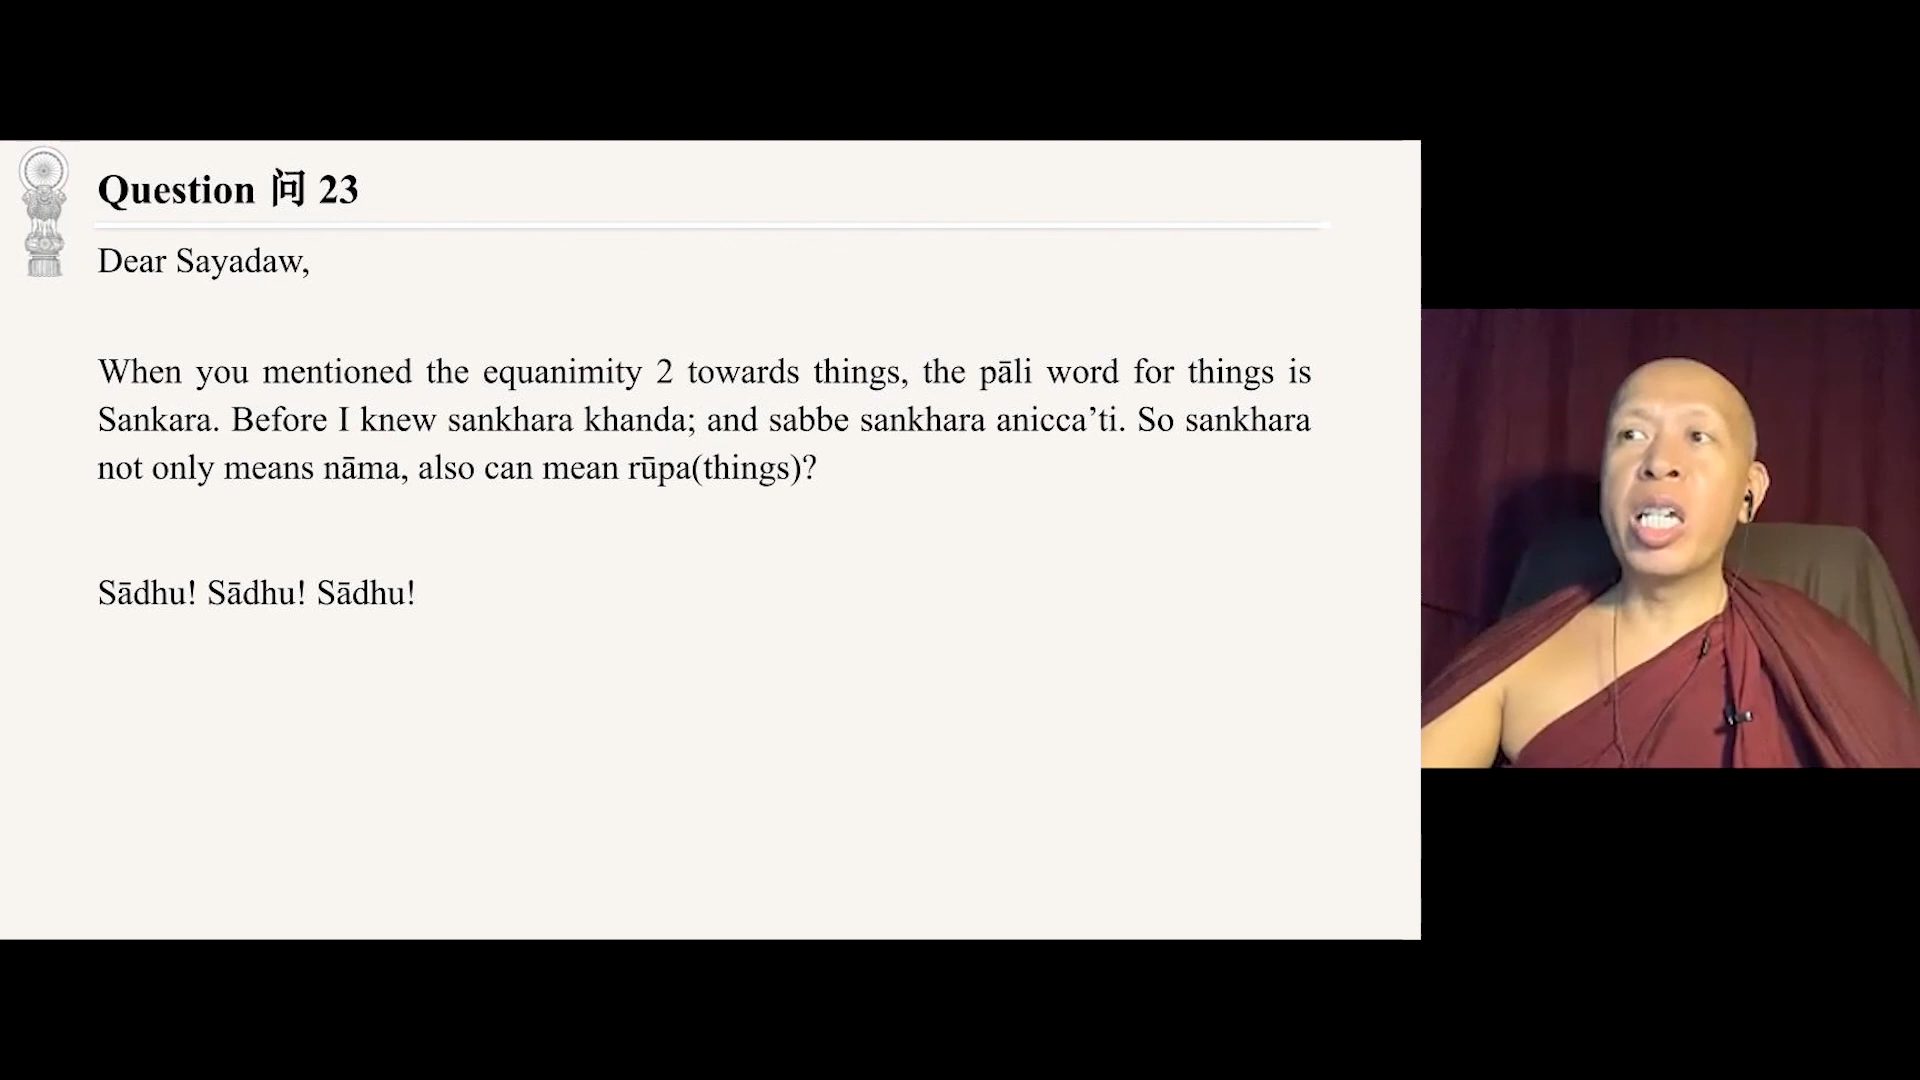 Question 问 23
Dear Sayadaw,
When you mentioned the equanimity 2 towards things, the pāli word for things is
Sankara. Before I knew sankhara khanda; and sabbe sankhara anicca’ti. So sankhara
not only means nāma, also can mean rūpa(things)?
Sādhu! Sādhu! Sādhu!